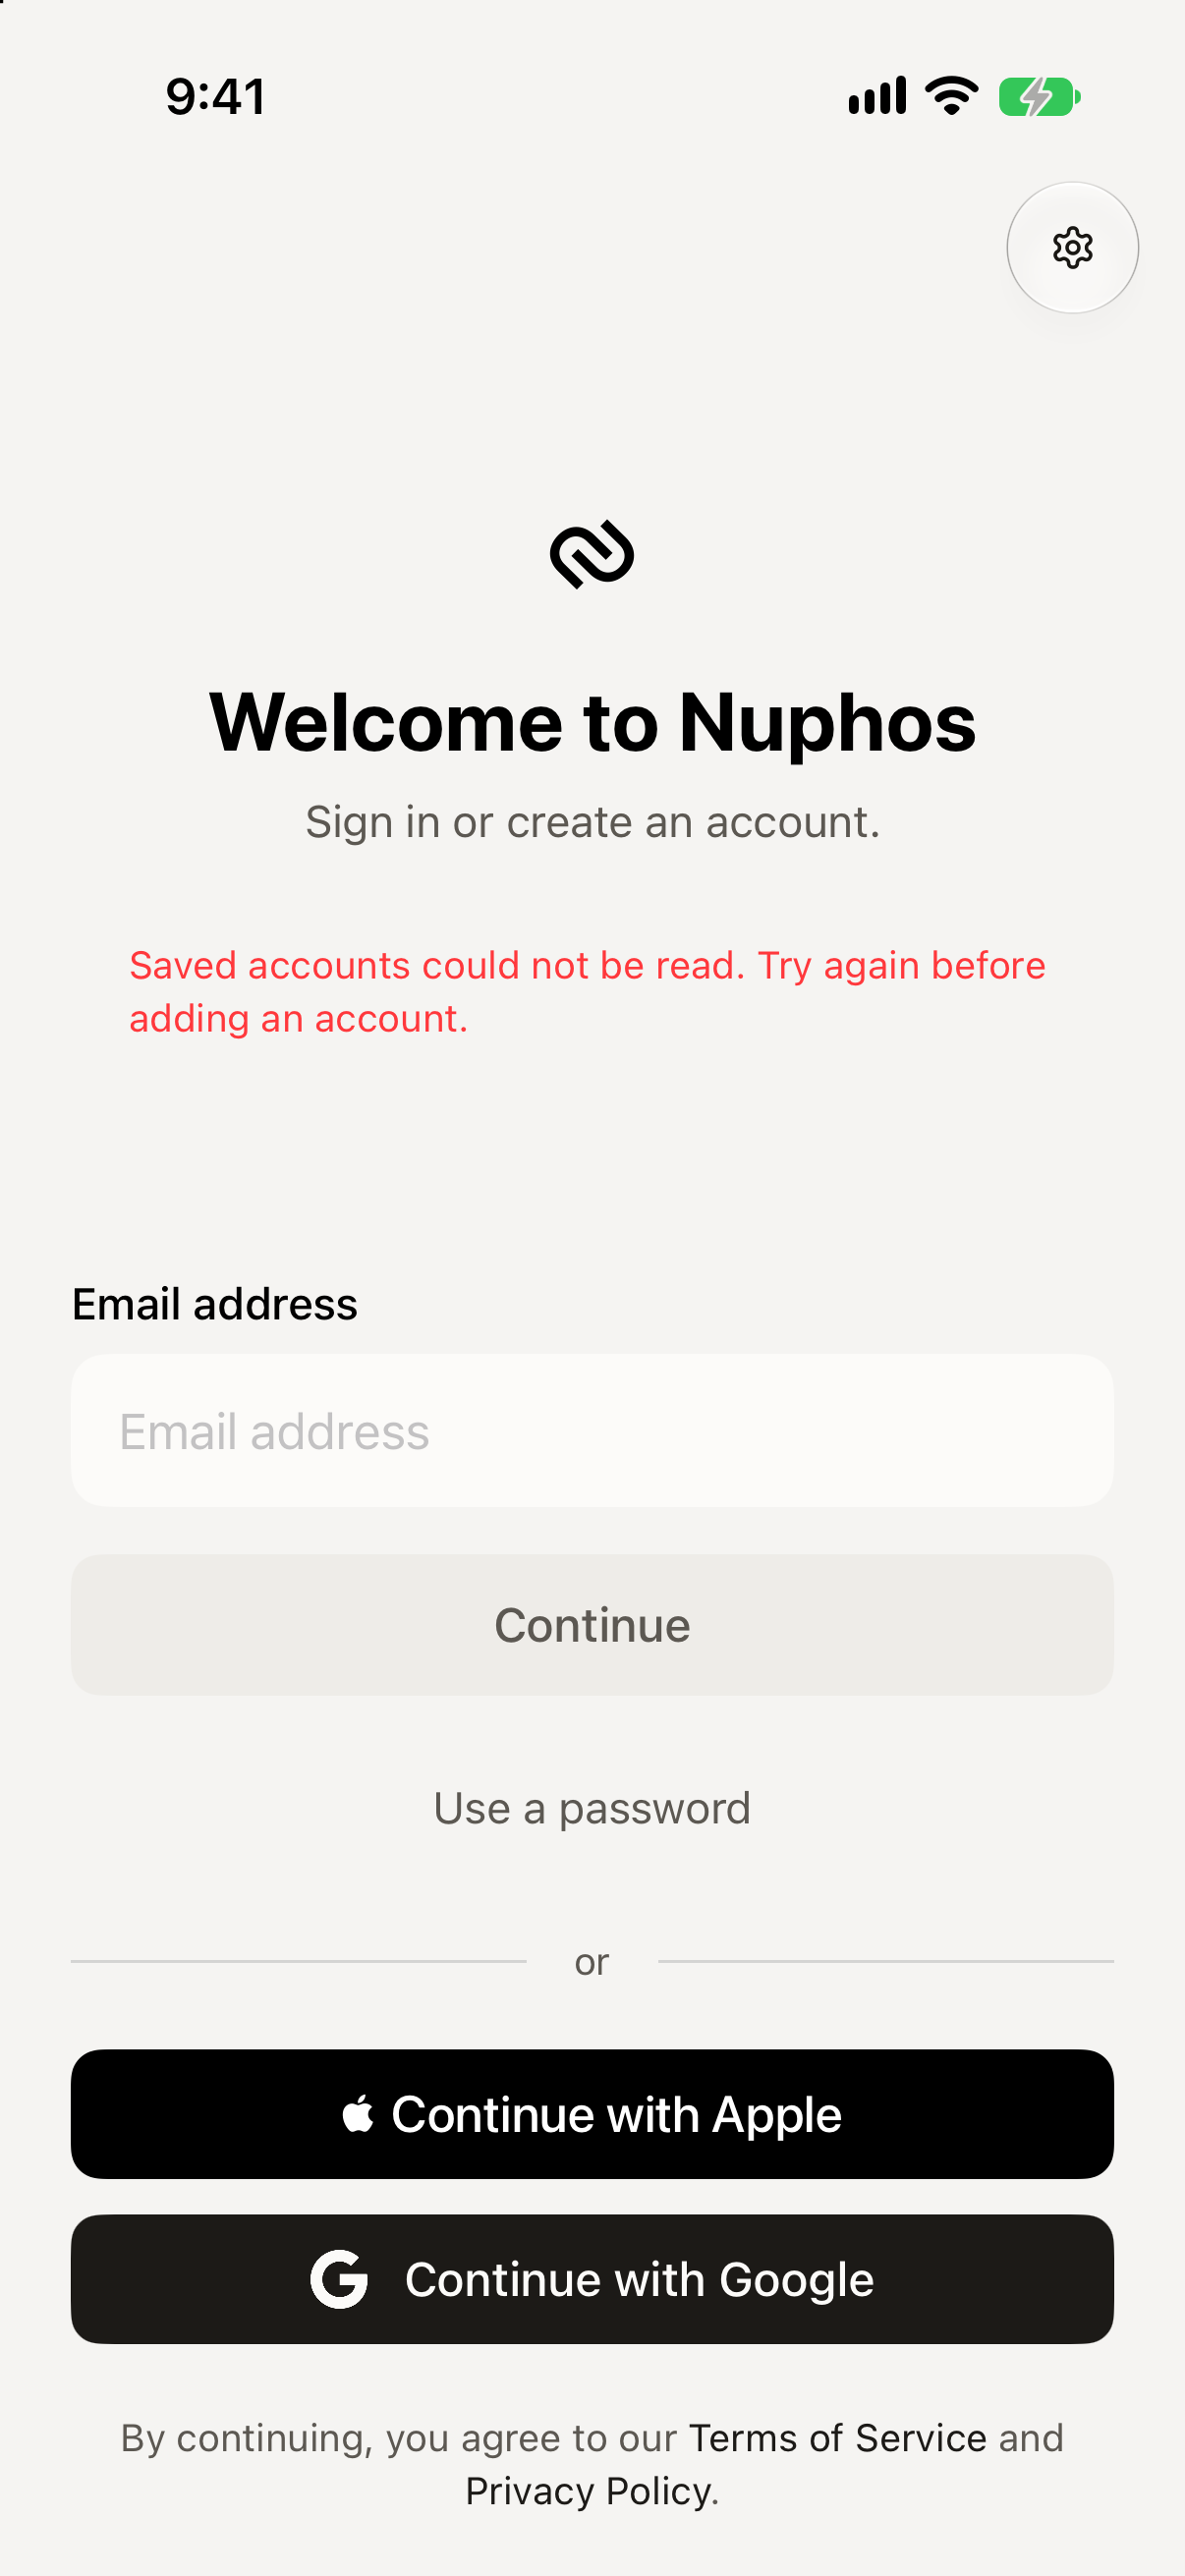 9:41
Welcome to Nuphos
Sign in or create an account.
Saved accounts could not be read. Try again before
adding an account.
Email address
Email address
Continue
Use a password
or
Continue with Apple
Continue with Google
By continuing, you agree to our Terms of Service and
Privacy Policy.